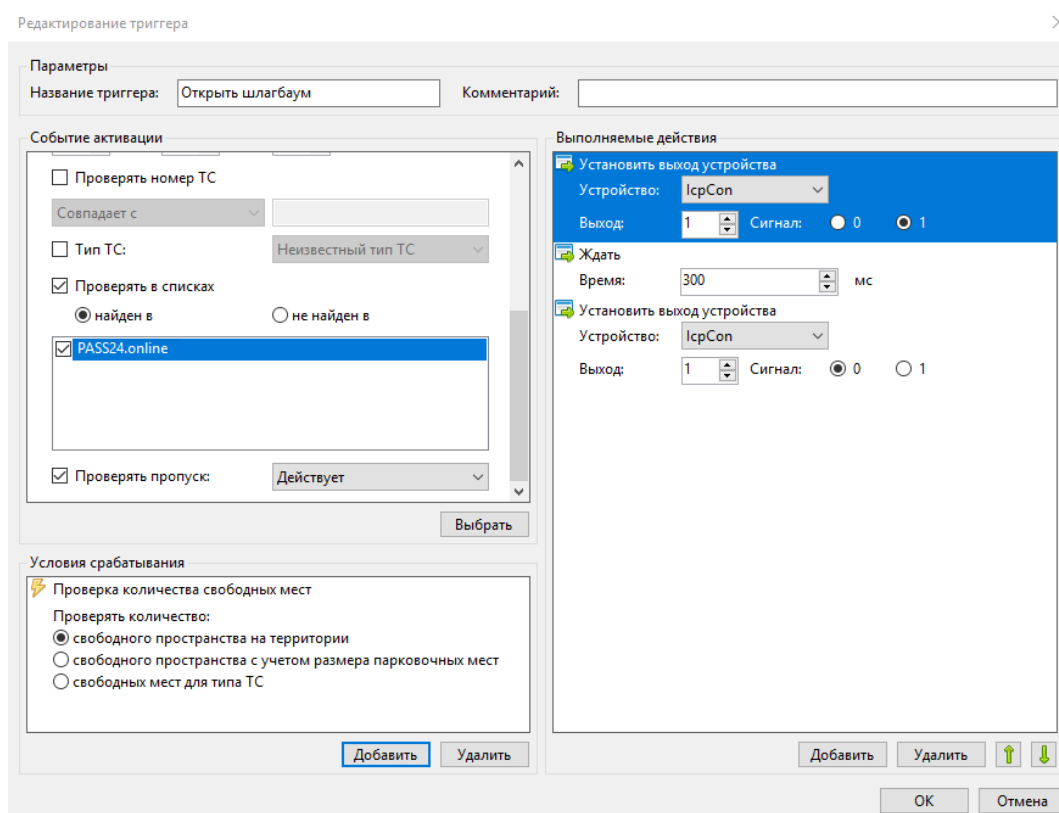 Редактирование триггера
Параметры
Название триггера: Открыть шлагбаум Комментарий:
Событие активации
Проверять номер ТС
Совпадает с
Тип ТС: Неизвестный тип ТС
Проверять в списках
найден в не найден в
PASS24.online
Проверять пропуск: Действует
Выбрать
Условия срабатывания
Проверка количества свободных мест
Проверять количество:
свободного пространства на территории
свободного пространства с учетом размера парковочных мест
свободных мест для типа ТС
Добавить Удалить
Выполняемые действия
Установить выход устройства
Устройство: IcpCon
Выход: 1 Сигнал: 0 1
Ждать
Время: 300 мс
Установить выход устройства
Устройство: IcpCon
Выход: 1 Сигнал: 0 1
Добавить Удалить
ОК Отмена